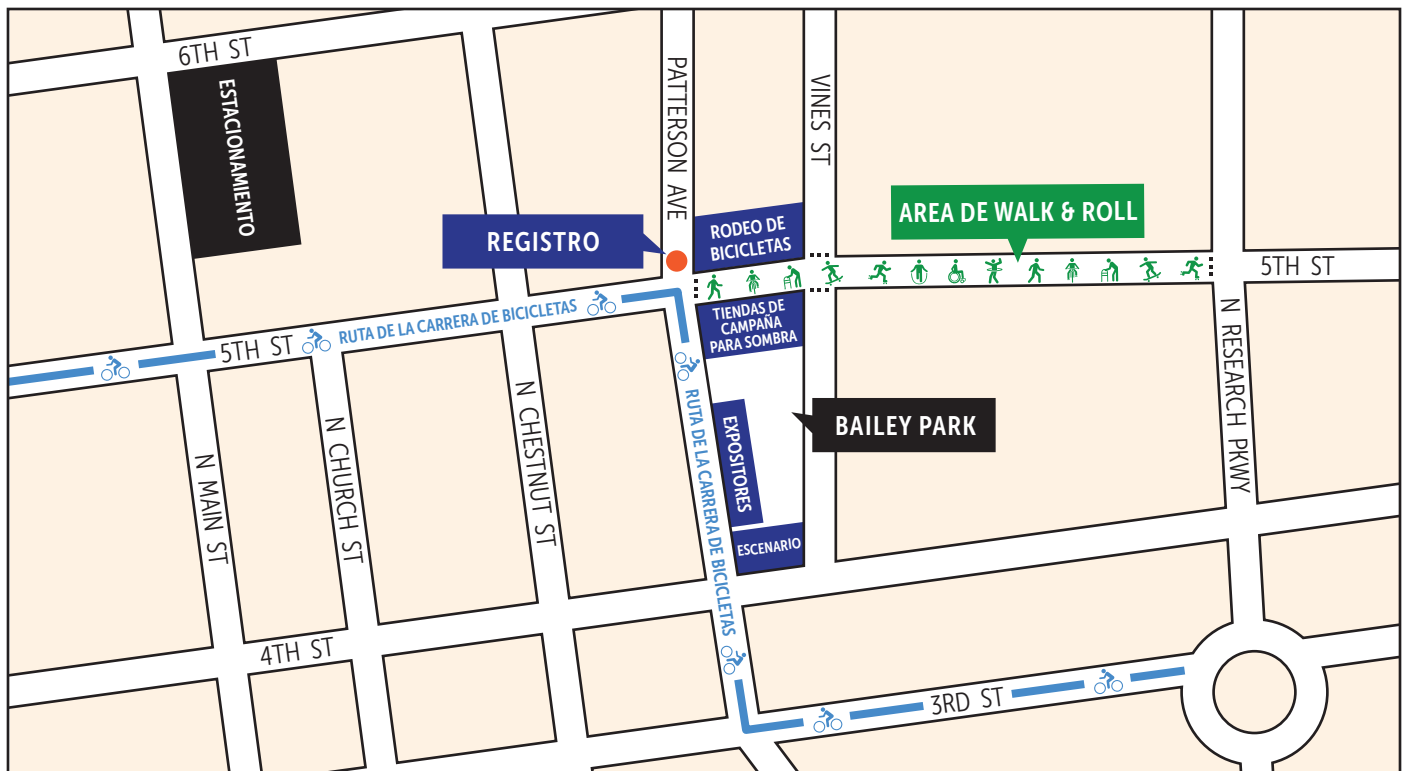 6TH ST
ESTACIONAMIENTO
PATTERSON AVE
VINES ST
AREA DE WALK & ROLL
REGISTRO
RODEO DE
BICICLETAS
5TH ST
TIENDAS DE
CAMPAÑA
PARA SOMBRA
RUTA DE LA CARRERA DE BICICLETAS
5TH ST
N RESEARCH PKWY
N CHESTNUT ST
RUTA DE LA CARRERA DE BICICLETAS
EXPOSITORES
BAILEY PARK
N CHURCH ST
N MAIN ST
ESCENARIO
4TH ST
3RD ST